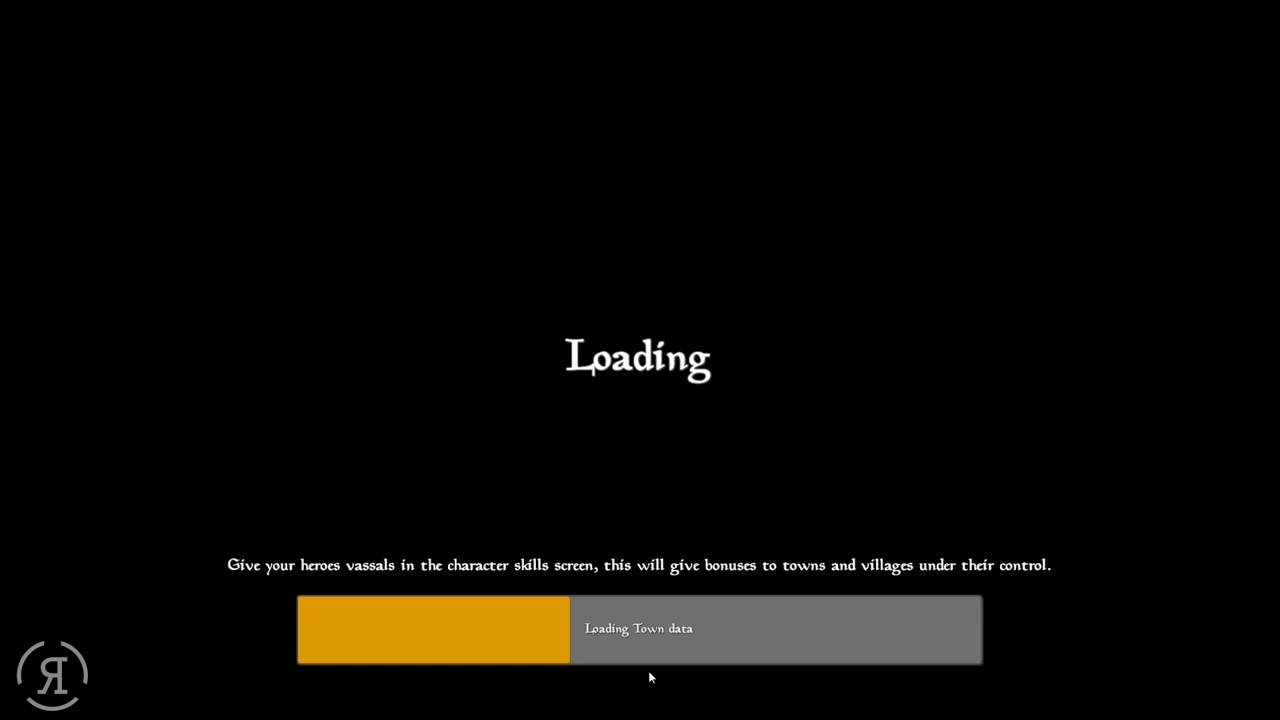 Loading
Give your heroes vassals in the character skills screen, this will give bonuses to towns and villages under their control.
Loading Town data